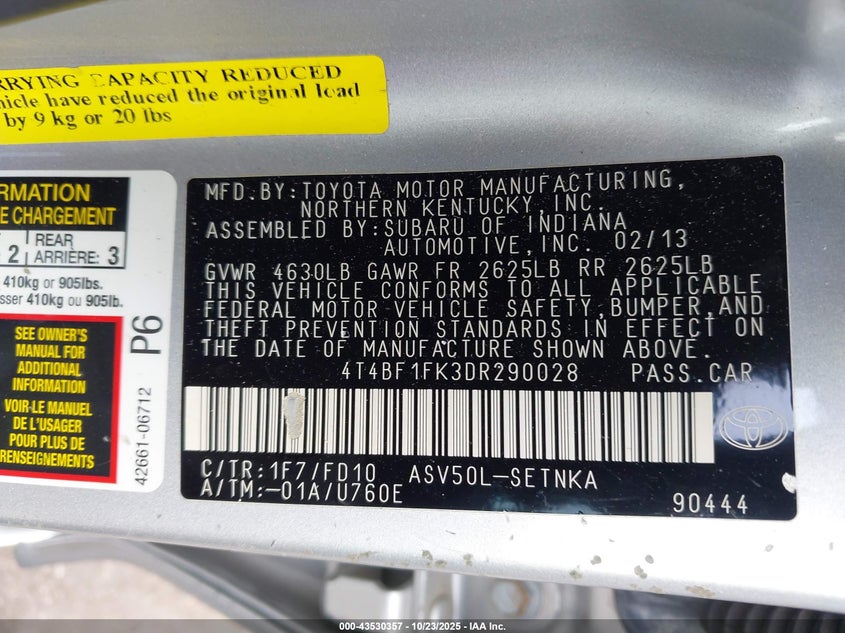 RRYING CAPACITY REDUCED
hicle have reduced the original load
by 9 kg or 20 lbs
RMATION
E CHARGEMENT
2 REAR
ARRIÈRE: 3
410kg or 905lbs.
sser 410kg ou 905lb.
SEE OWNER'S
MANUAL FOR
ADDITIONAL
INFORMATION
VOIR LE MANUEL
DE L'USAGER
POUR PLUS DE
RENSEIGNEMENTS
P6
42661-06712
MFD.BY:TOYOTA MOTOR MANUFACTURING,
NORTHERN KENTUCKY,INC.
ASSEMBLED BY:SUBARU OF INDIANA
AUTOMOTIVE,INC. 02/13
GVWR 4630LB GAWR FR 2625LB RR 2625LB
THIS VEHICLE CONFORMS TO ALL APPLICABLE
FEDERAL MOTOR VEHICLE SAFETY,BUMPER,AND
THEFT PREVENTION STANDARDS IN EFFECT ON
THE DATE OF MANUFACTURE SHOWN ABOVE.
4T4BF1FK3DR290028 PASS.CAR
C/TR:1F7/FD10 ASV50L-SETNKA
A/TM:-01A/U760E
90444
000-43530357 - 10/23/2025 - IAA Inc.